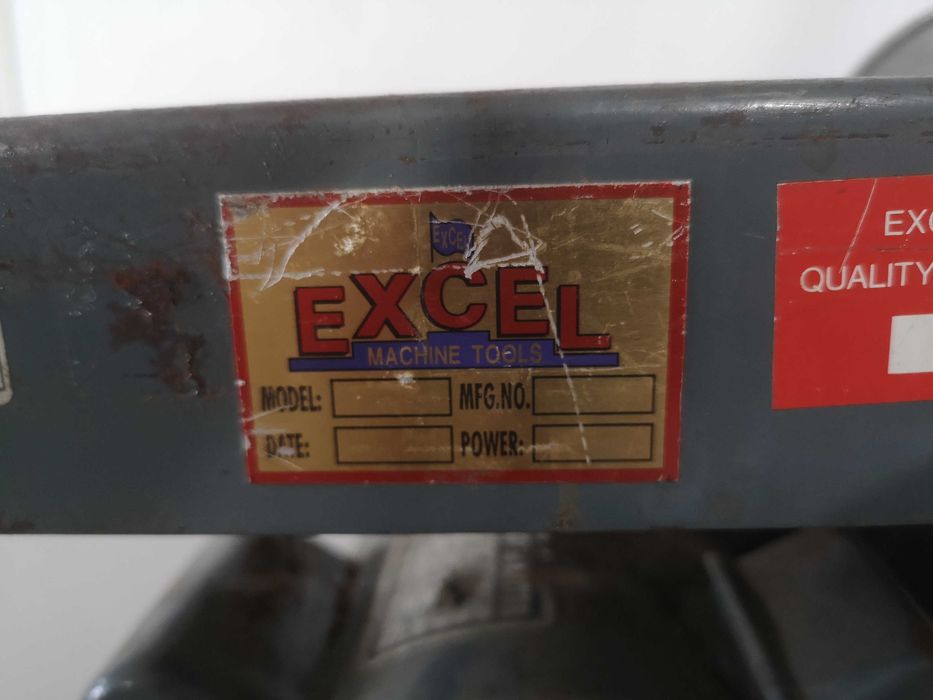 EXCEL
EXCEL
MACHINE TOOLS
MODEL: MFG.NO.
DATE: POWER:
EXC
QUALITY